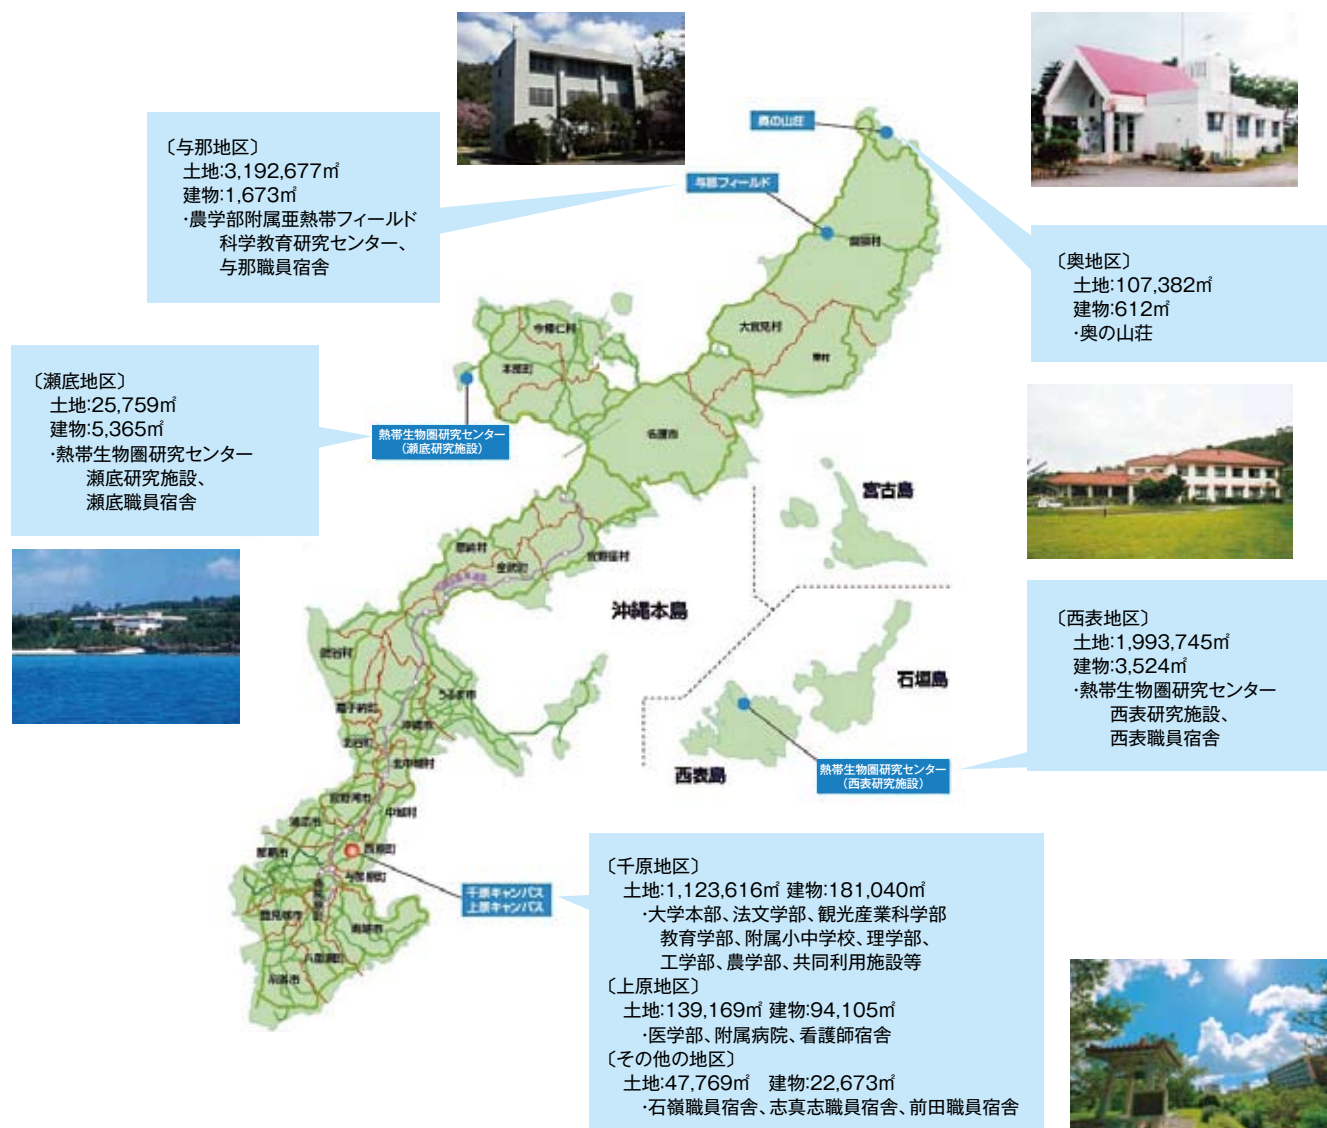 〔与那地区〕
土地:3,192,677㎡
建物:1,673㎡
・農学部附属亜熱帯フィールド
科学教育研究センター、
与那職員宿舎
奥の山荘
与那フィールド
〔奥地区〕
土地:107,382㎡
建物:612㎡
・奥の山荘
国頭村
大宜味村
東村
今帰仁村
本部町
名護市
〔瀬底地区〕
土地:25,759㎡
建物:5,365㎡
・熱帯生物圏研究センター
瀬底研究施設、
瀬底職員宿舎
熱帯生物圏研究センター
(瀬底研究施設)
宮古島
恩納村
金武町
宜野座村
沖縄本島
読谷村
うるま市
嘉手納町
沖縄市
北谷町
北中城村
石垣島
西表島
熱帯生物圏研究センター
(西表研究施設)
〔西表地区〕
土地:1,993,745㎡
建物:3,524㎡
・熱帯生物圏研究センター
西表研究施設、
西表職員宿舎
宜野湾市
中城村
浦添市
那覇市
西原町
与那原町
豊見城市
南城市
八重瀬町
糸満市
千原キャンパス
上原キャンパス
〔千原地区〕
土地:1,123,616㎡ 建物:181,040㎡
・大学本部、法文学部、観光産業科学部
教育学部、附属小中学校、理学部、
工学部、農学部、共同利用施設等
〔上原地区〕
土地:139,169㎡ 建物:94,105㎡
・医学部、附属病院、看護師宿舎
〔その他の地区〕
土地:47,769㎡　建物:22,673㎡
・石嶺職員宿舎、志真志職員宿舎、前田職員宿舎